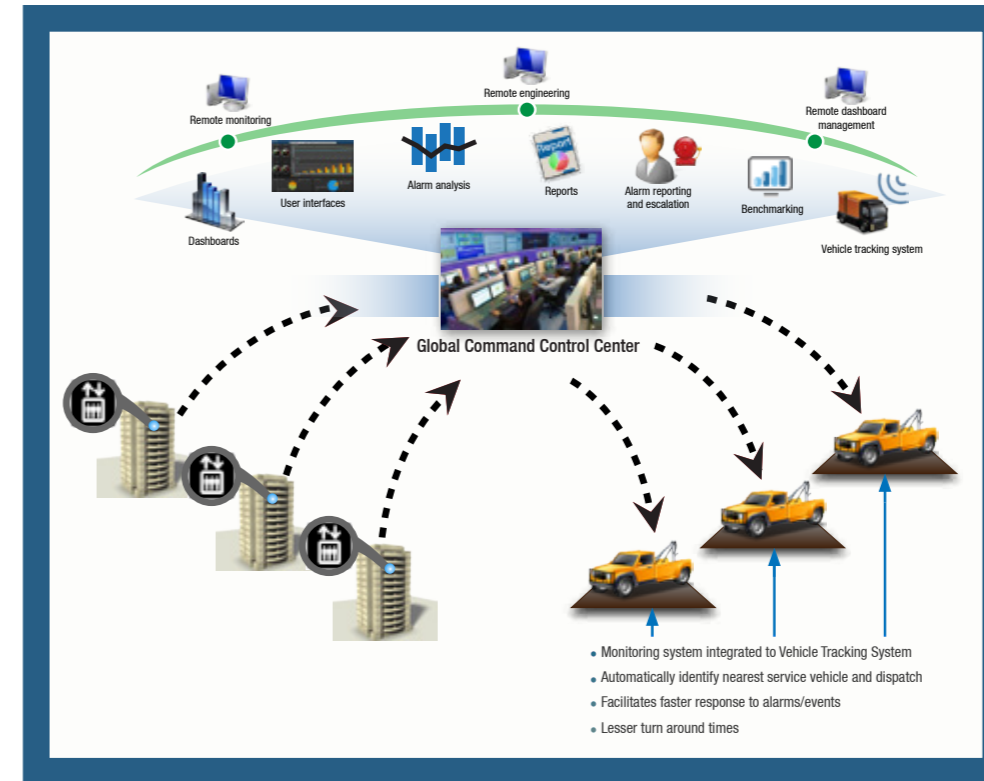 Remote engineering
Remote monitoring
Remote dashboard
management
Report
Alarm analysis
User interfaces
Reports
Alarm reporting
and escalation
Benchmarking
Dashboards
Vehicle tracking system
Global Command Control Center
Monitoring system integrated to Vehicle Tracking System
Automatically identify nearest service vehicle and dispatch
Facilitates faster response to alarms/events
Lesser turn around times